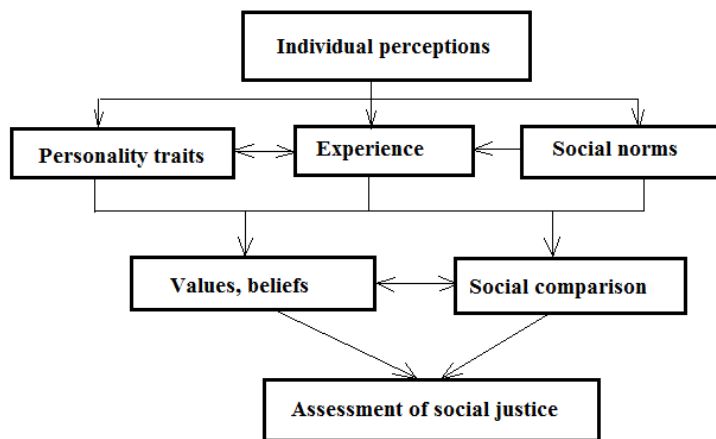 Individual perceptions
Personality traits
Experience
Social norms
Values, beliefs
Social comparison
Assessment of social justice